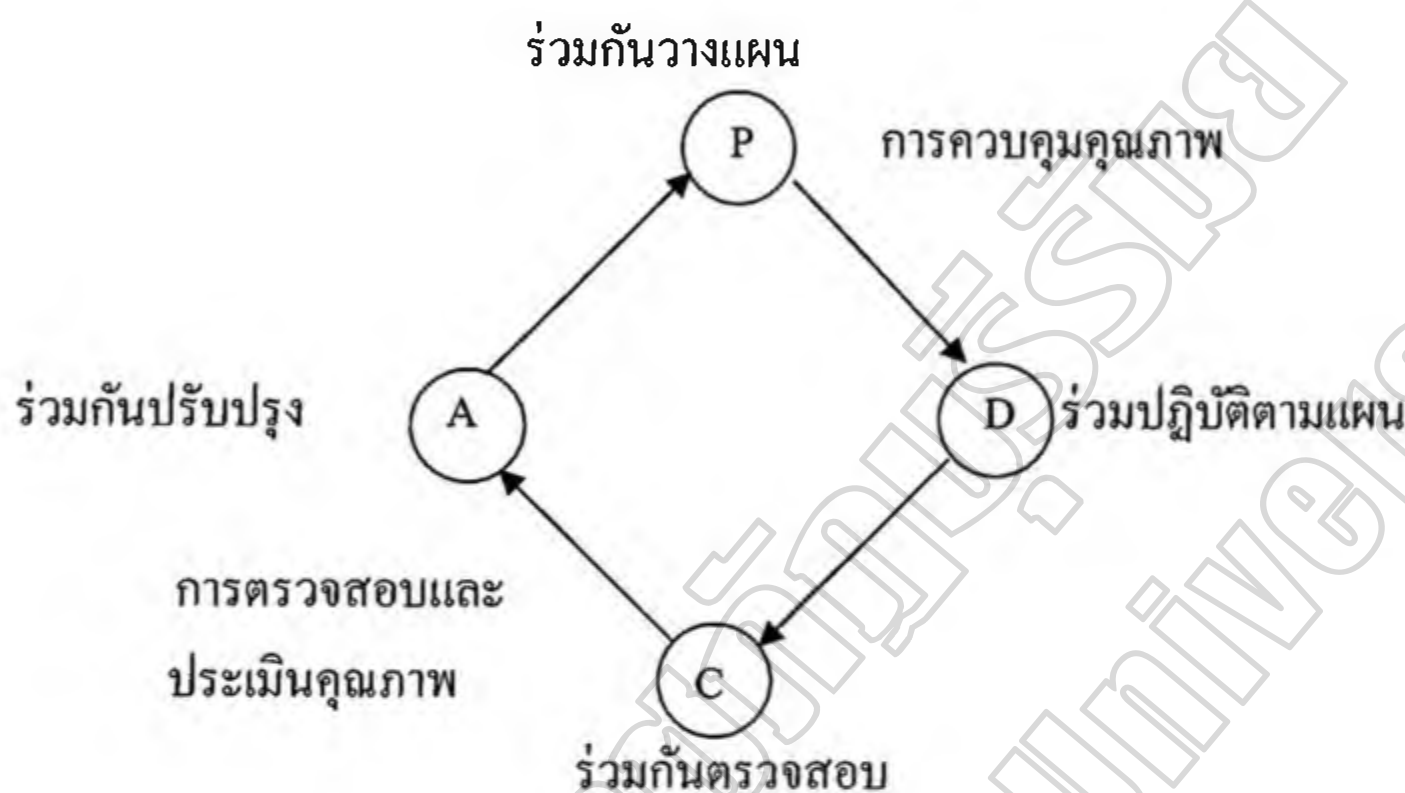 ร่วมกันวางแผน
P
การควบคุมคุณภาพ
ร่วมกันปรับปรุง
A
D
ร่วมปฏิบัติตามแผน
การตรวจสอบและ
ประเมินคุณภาพ
C
ร่วมกันตรวจสอบ